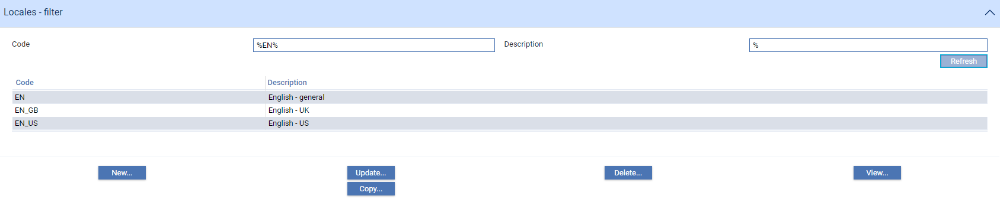 Locales - filter
Code %EN% Description %
Refresh
Code Description
EN English - general
EN_GB English - UK
EN_US English - US
New... Update... Delete... View...
Copy...